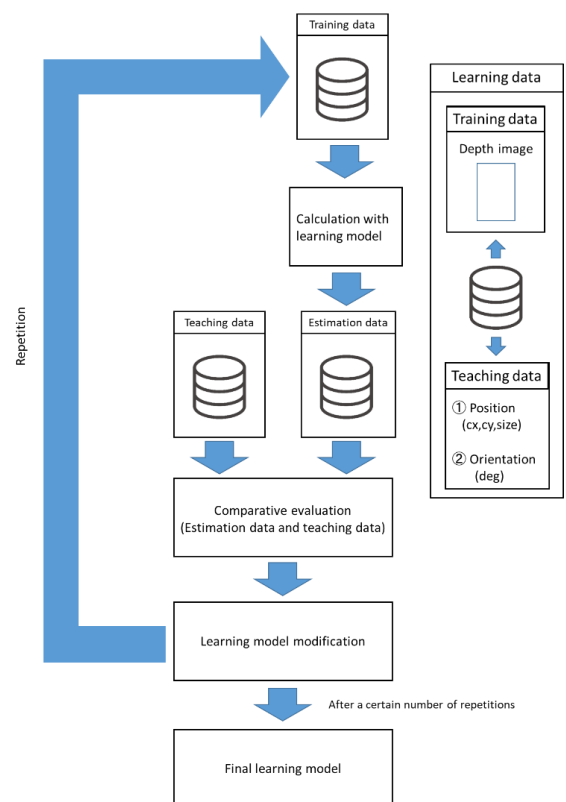 Training data
Calculation with
learning model
Teaching data
Estimation data
Comparative evaluation
(Estimation data and teaching data)
Learning model modification
After a certain number of repetitions
Final learning model
Repetition
Learning data
Training data
Depth image
Teaching data
① Position
(cx,cy,size)
② Orientation
(deg)